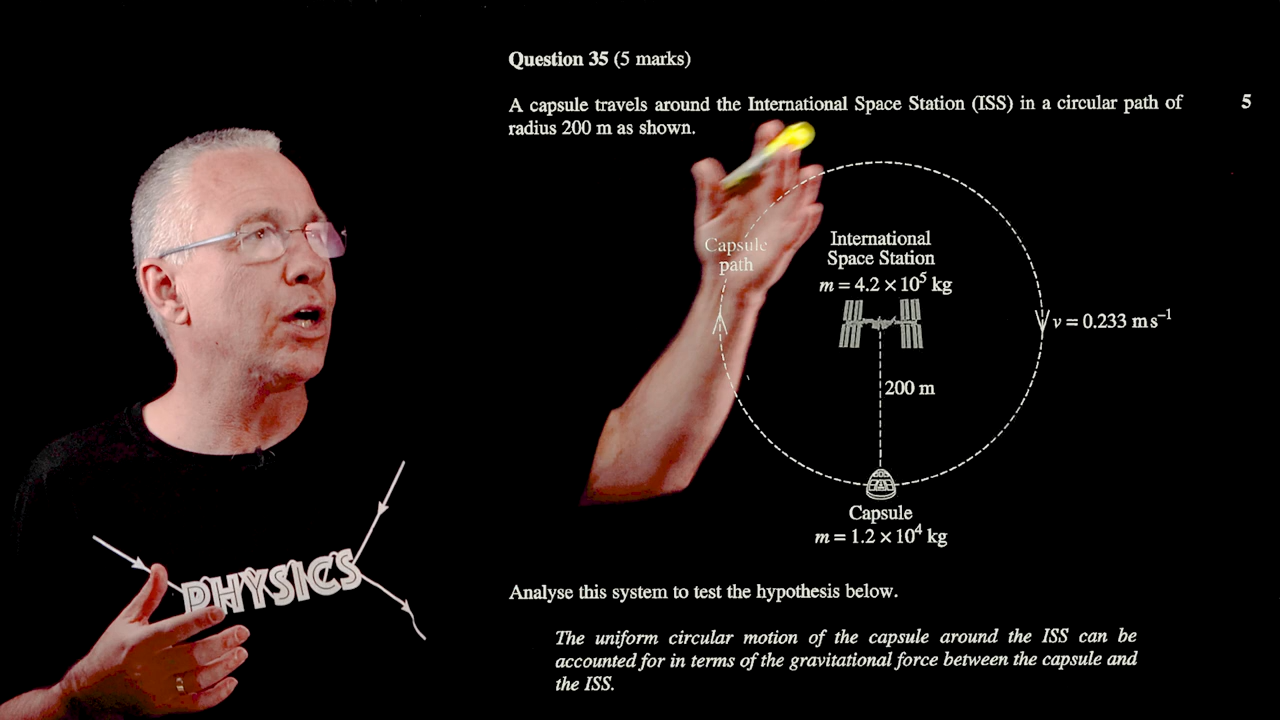 Question 35 (5 marks)
A capsule travels around the International Space Station (ISS) in a circular path of 5
radius 200 m as shown.
Capsule
path
International
Space Station
m = 4.2 × 10⁵ kg
v = 0.233 m s⁻¹
200 m
Capsule
m = 1.2 × 10⁴ kg
PHYSICS
Analyse this system to test the hypothesis below.
The uniform circular motion of the capsule around the ISS can be
accounted for in terms of the gravitational force between the capsule and
the ISS.